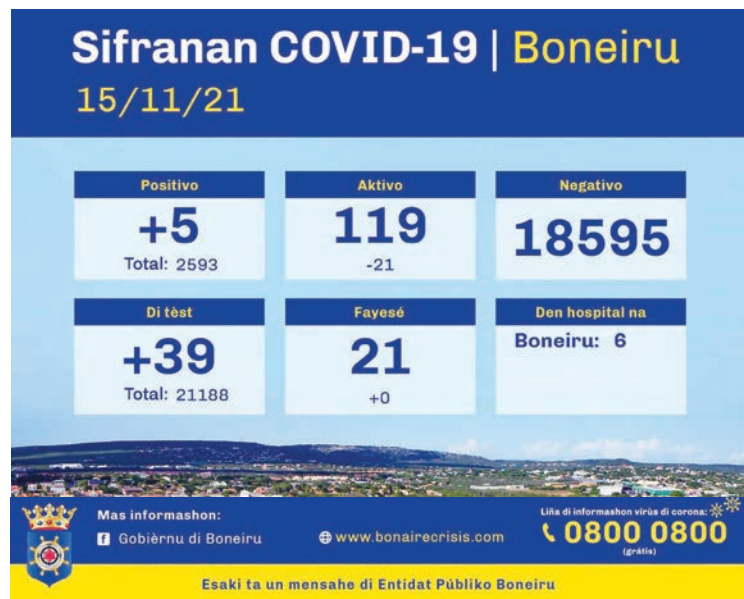 Sifranan COVID-19 | Boneiru
15/11/21
Positivo
+5
Total: 2593
Aktivo
119
-21
Negativo
18595
Di tèst
+39
Total: 21188
Fayesé
21
+0
Den hospital na
Boneiru: 6
Mas informashon:
Gobièrnu di Boneiru
www.bonairecrisis.com
Liña di informashon vírùs di corona:
0800 0800
(grátis)
Esaki ta un mensahe di Entidat Públiko Boneiru